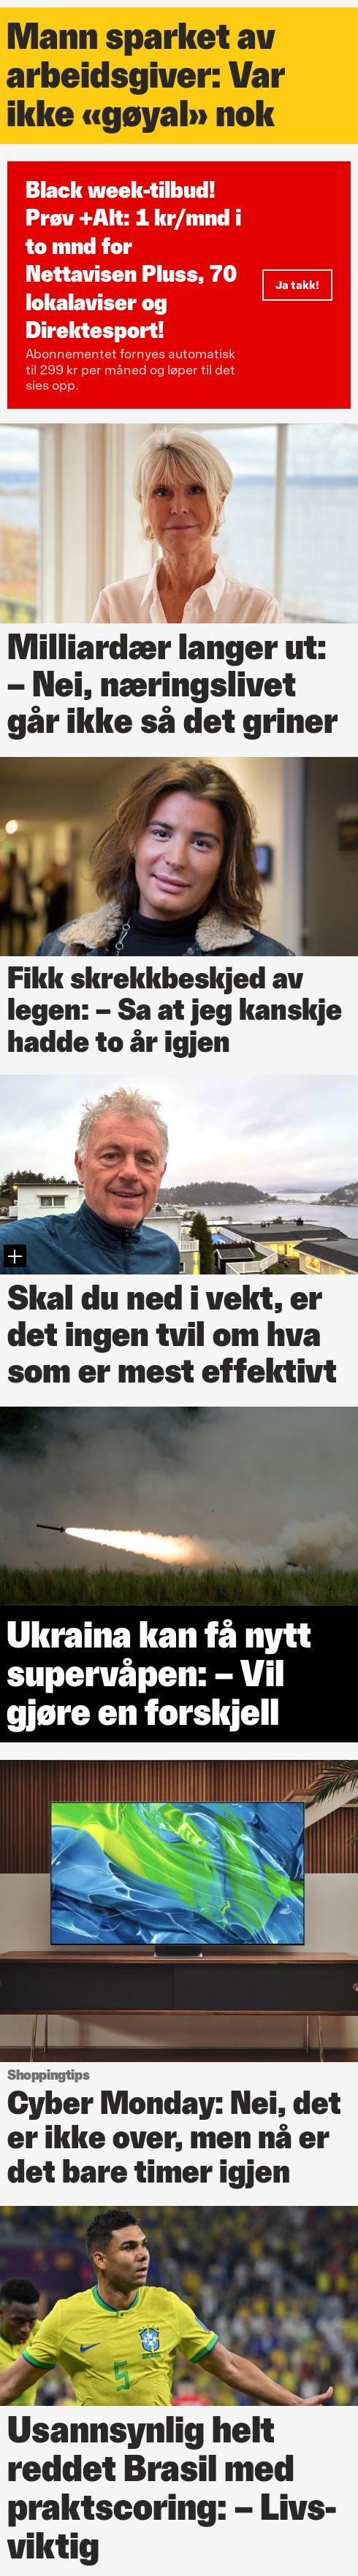 Mann sparket av
arbeidsgiver: Var
ikke «gøyal» nok
Black week-tilbud!
Prøv +Alt: 1 kr/mnd i
to mnd for
Nettavisen Pluss, 70
lokalaviser og
Direktesport!
Abonnementet fornyes automatisk
til 299 kr per måned og løper til det
sies opp.
Ja takk!
Milliardær langer ut:
– Nei, næringslivet
går ikke så det griner
Fikk skrekkbeskjed av
legen: – Sa at jeg kanskje
hadde to år igjen
Skal du ned i vekt, er
det ingen tvil om hva
som er mest effektivt
Ukraina kan få nytt
supervåpen: – Vil
gjøre en forskjell
Shoppingtips
Cyber Monday: Nei, det
er ikke over, men nå er
det bare timer igjen
BRASIL
5
Usannsynlig helt
reddet Brasil med
praktscoring: – Livs-
viktig